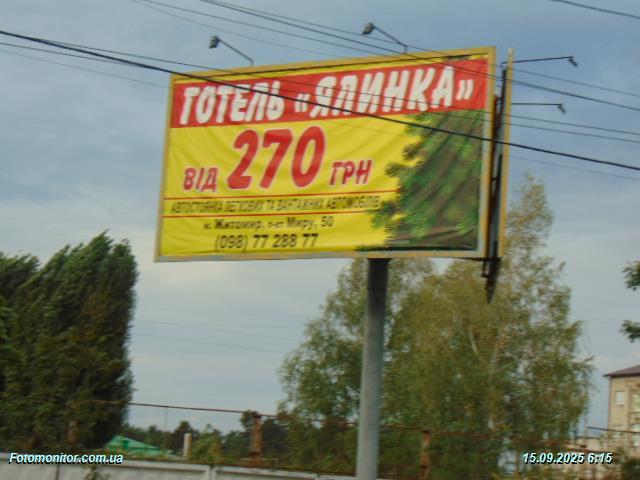 ГОТЕЛЬ «ЯЛИНКА»
ВІД 270 ГРН
АВТОСТОЯНКА ЛЕГКОВИХ ТА ВАНТАЖНИХ АВТОМОБІЛІВ
м. Житомир, п-кт Миру, 50
(098) 77 288 77
Fotomonitor.com.ua
15.09.2025 6:15